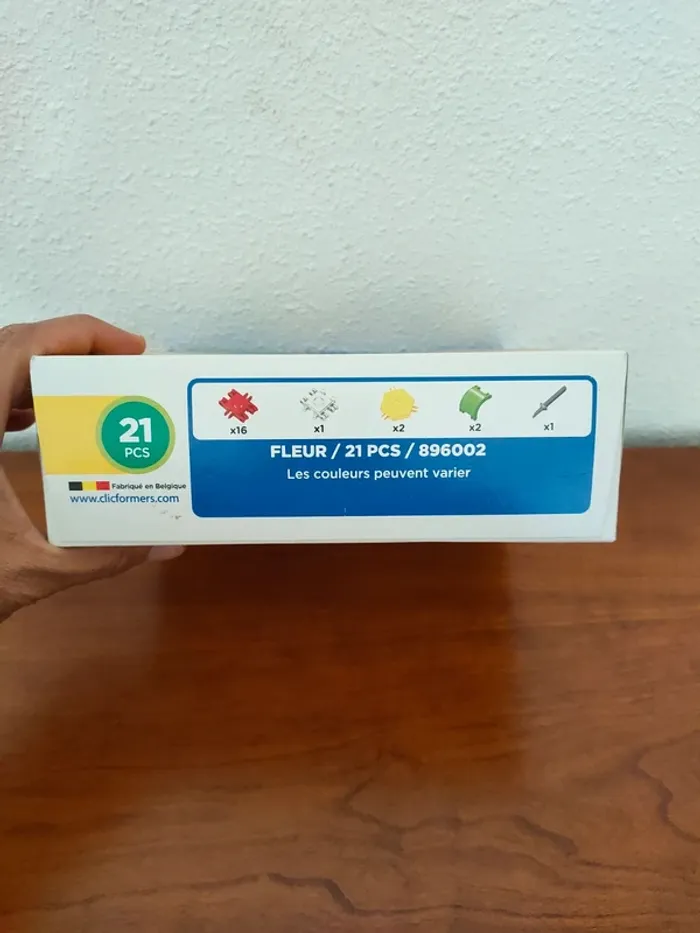 21
PCS
Fabriqué en Belgique
www.clicformers.com
x16 x1 x2 x2 x1
FLEUR / 21 PCS / 896002
Les couleurs peuvent varier